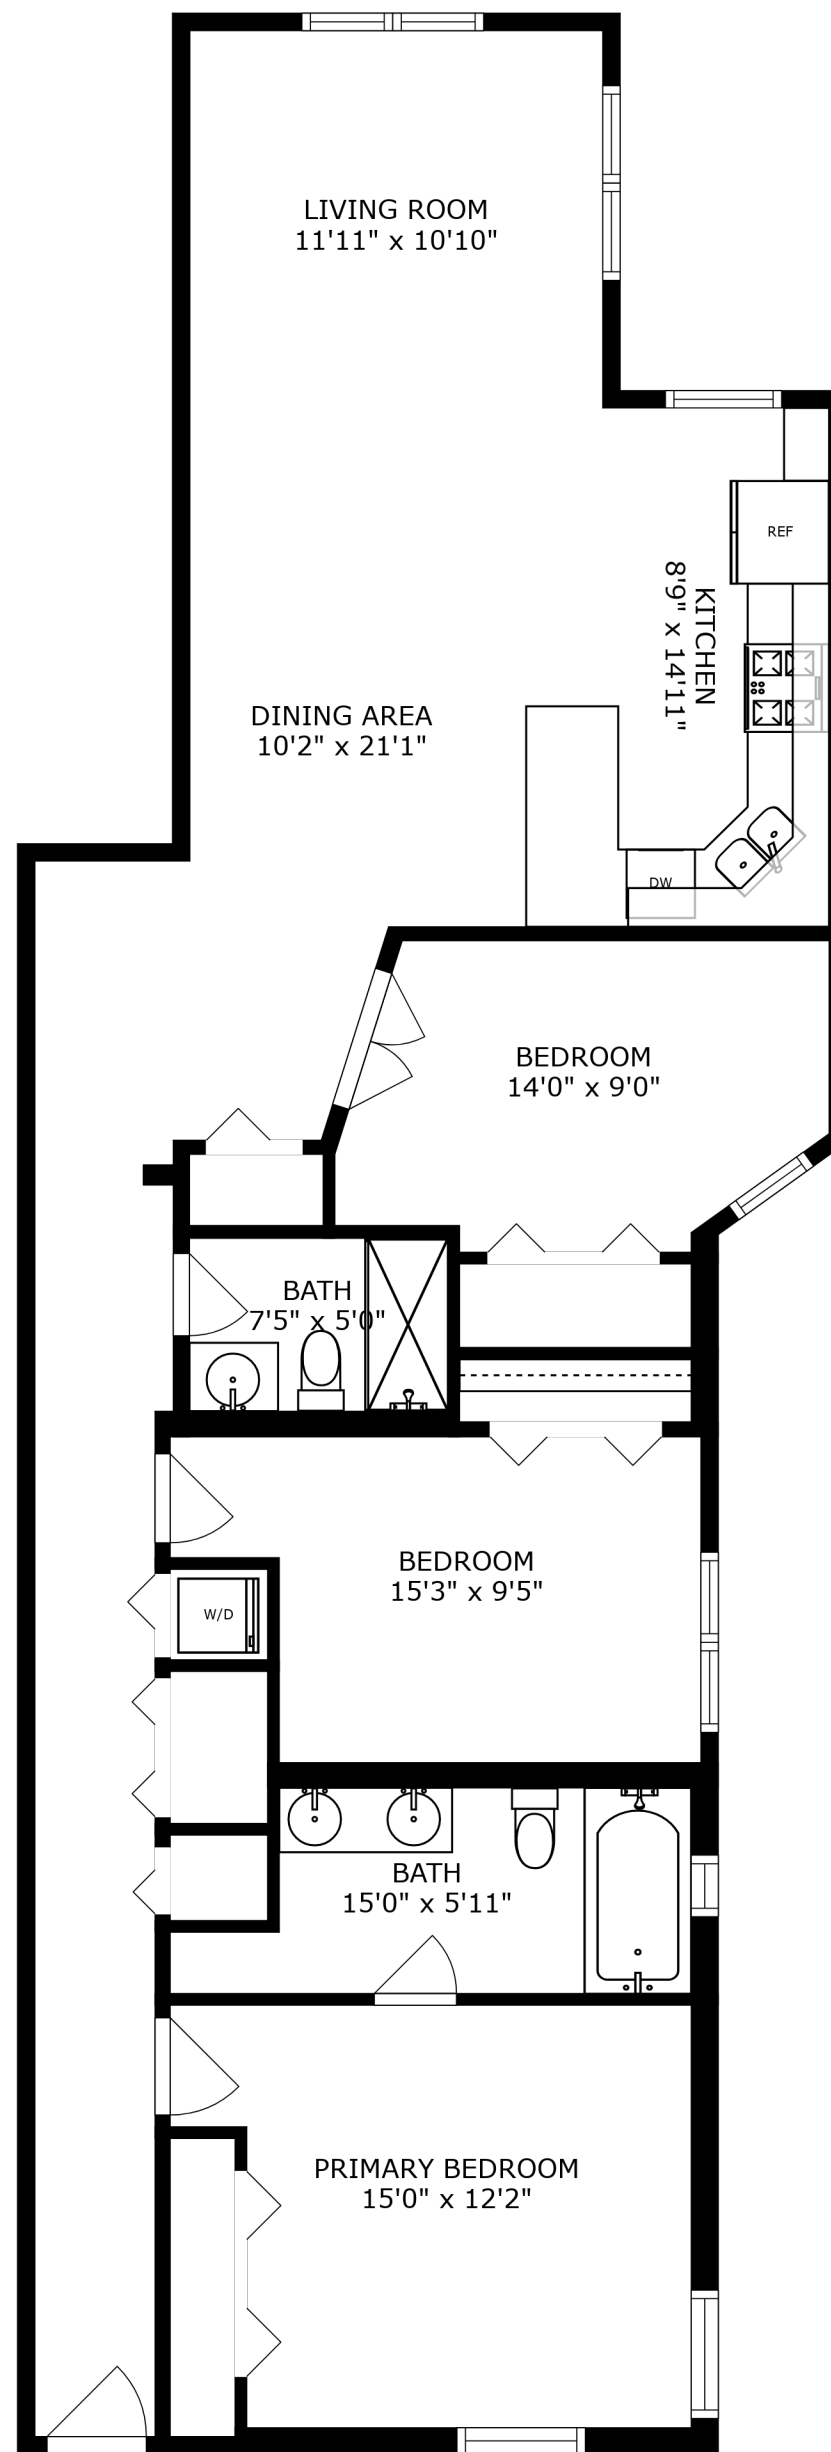 LIVING ROOM
11'11" x 10'10"
REF
KITCHEN
8'9" x 14'11"
DINING AREA
10'2" x 21'1"
DW
BEDROOM
14'0" x 9'0"
BATH
7'5" x 5'0"
BEDROOM
15'3" x 9'5"
W/D
BATH
15'0" x 5'11"
PRIMARY BEDROOM
15'0" x 12'2"